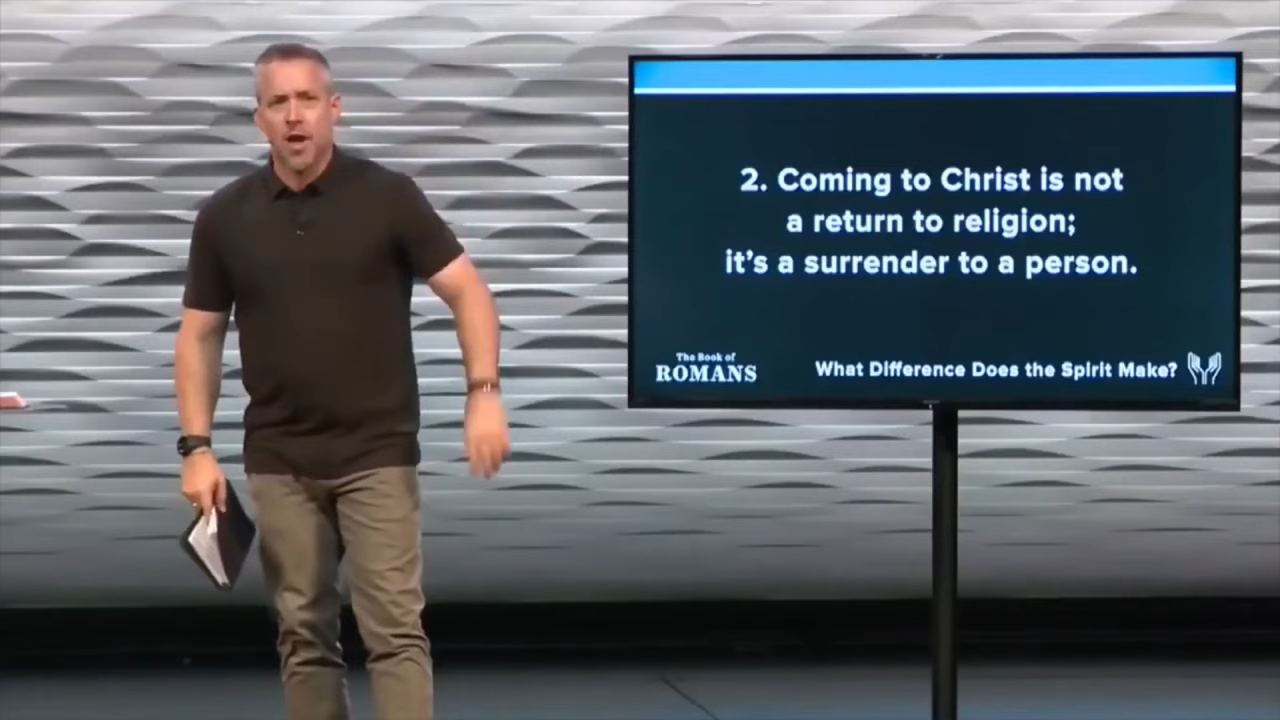 2. Coming to Christ is not
a return to religion;
it's a surrender to a person.
The Book of
ROMANS
What Difference Does the Spirit Make?